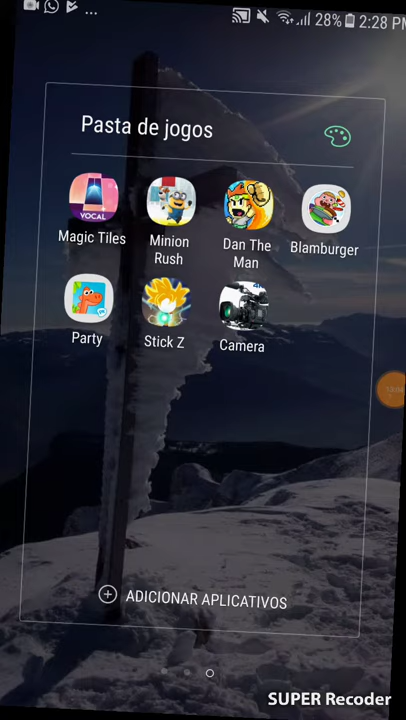 28% 2:28 PM
Pasta de jogos
VOCAL
Magic Tiles
Minion
Rush
Dan The
Man
Blamburger
Party
Stick Z
Camera
ADICIONAR APLICATIVOS
SUPER Recoder